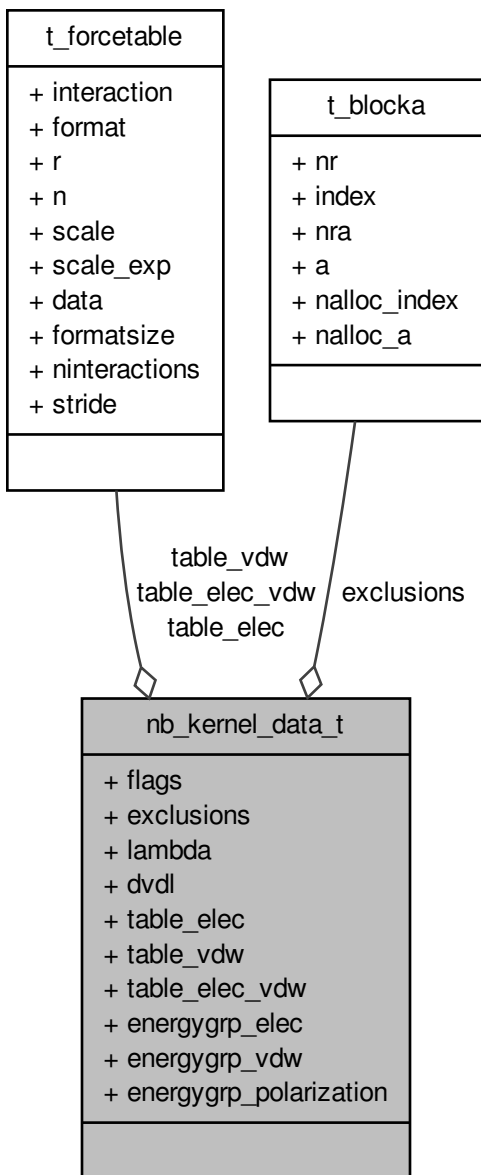 t_forcetable
+ interaction
+ format
+ r
+ n
+ scale
+ scale_exp
+ data
+ formatsize
+ ninteractions
+ stride
t_blocka
+ nr
+ index
+ nra
+ a
+ nalloc_index
+ nalloc_a
table_vdw
table_elec_vdw
table_elec
exclusions
nb_kernel_data_t
+ flags
+ exclusions
+ lambda
+ dvdl
+ table_elec
+ table_vdw
+ table_elec_vdw
+ energygrp_elec
+ energygrp_vdw
+ energygrp_polarization